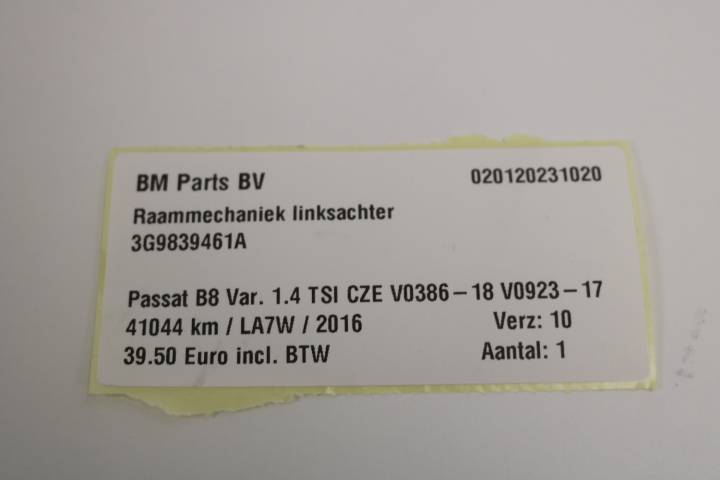 BM Parts BV 020120231020
Raammechaniek linksachter
3G9839461A
Passat B8 Var. 1.4 TSI CZE V0386-18 V0923-17
41044 km / LA7W / 2016 Verz: 10
39.50 Euro incl. BTW Aantal: 1